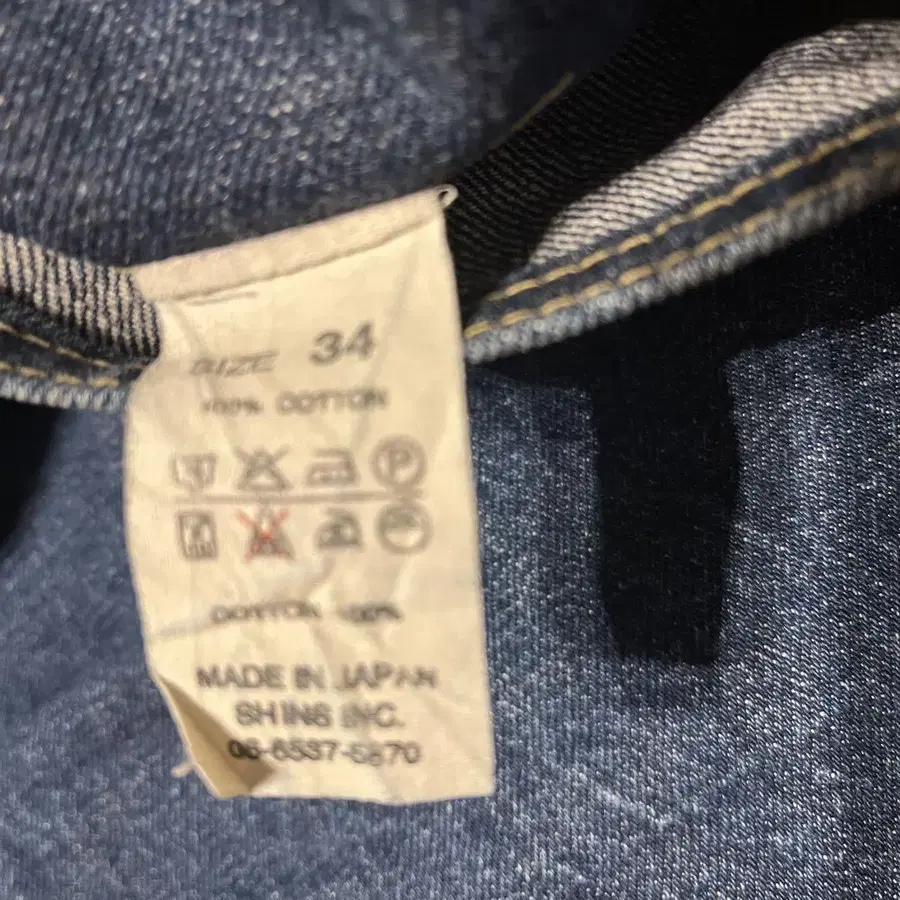 SIZE 34
100% COTTON
P
COTTON 100%
MADE IN JAPAN
SHINS INC.
06-6537-5870